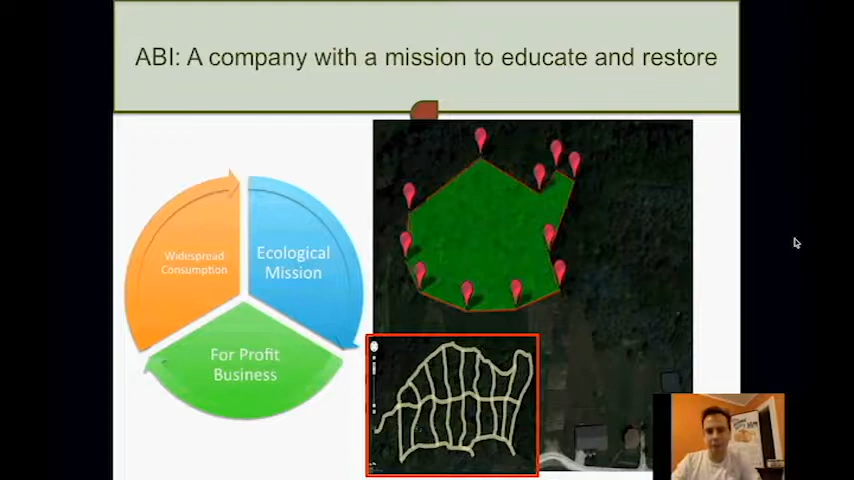 ABI: A company with a mission to educate and restore
Widespread
Consumption
Ecological
Mission
For Profit
Business